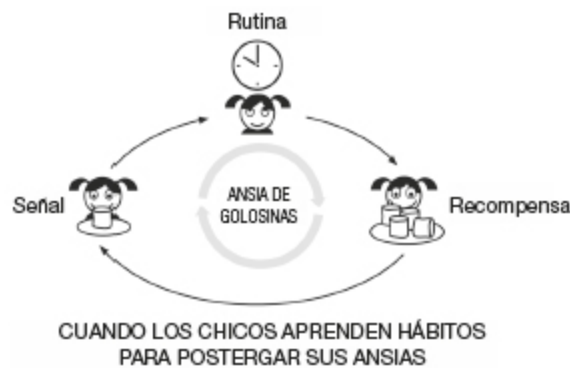 Rutina
Señal
ANSIA DE
GOLOSINAS
Recompensa
CUANDO LOS CHICOS APRENDEN HÁBITOS
PARA POSTERGAR SUS ANSIAS